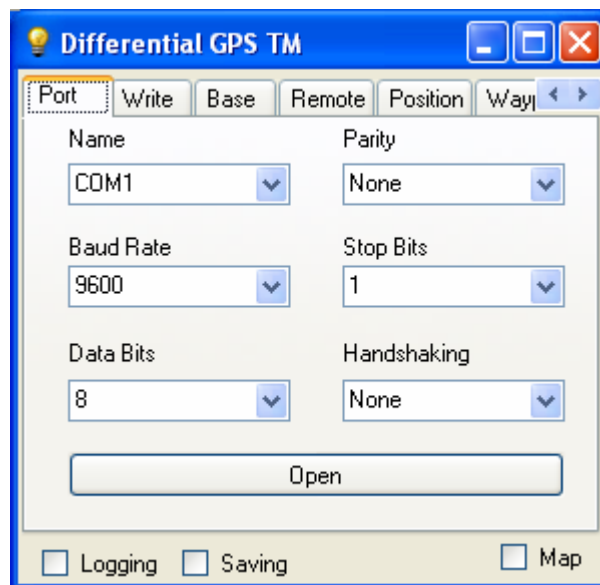 Differential GPS TM
Port Write Base Remote Position Wayp
Name Parity
COM1 None
Baud Rate Stop Bits
9600 1
Data Bits Handshaking
8 None
Open
Logging Saving Map